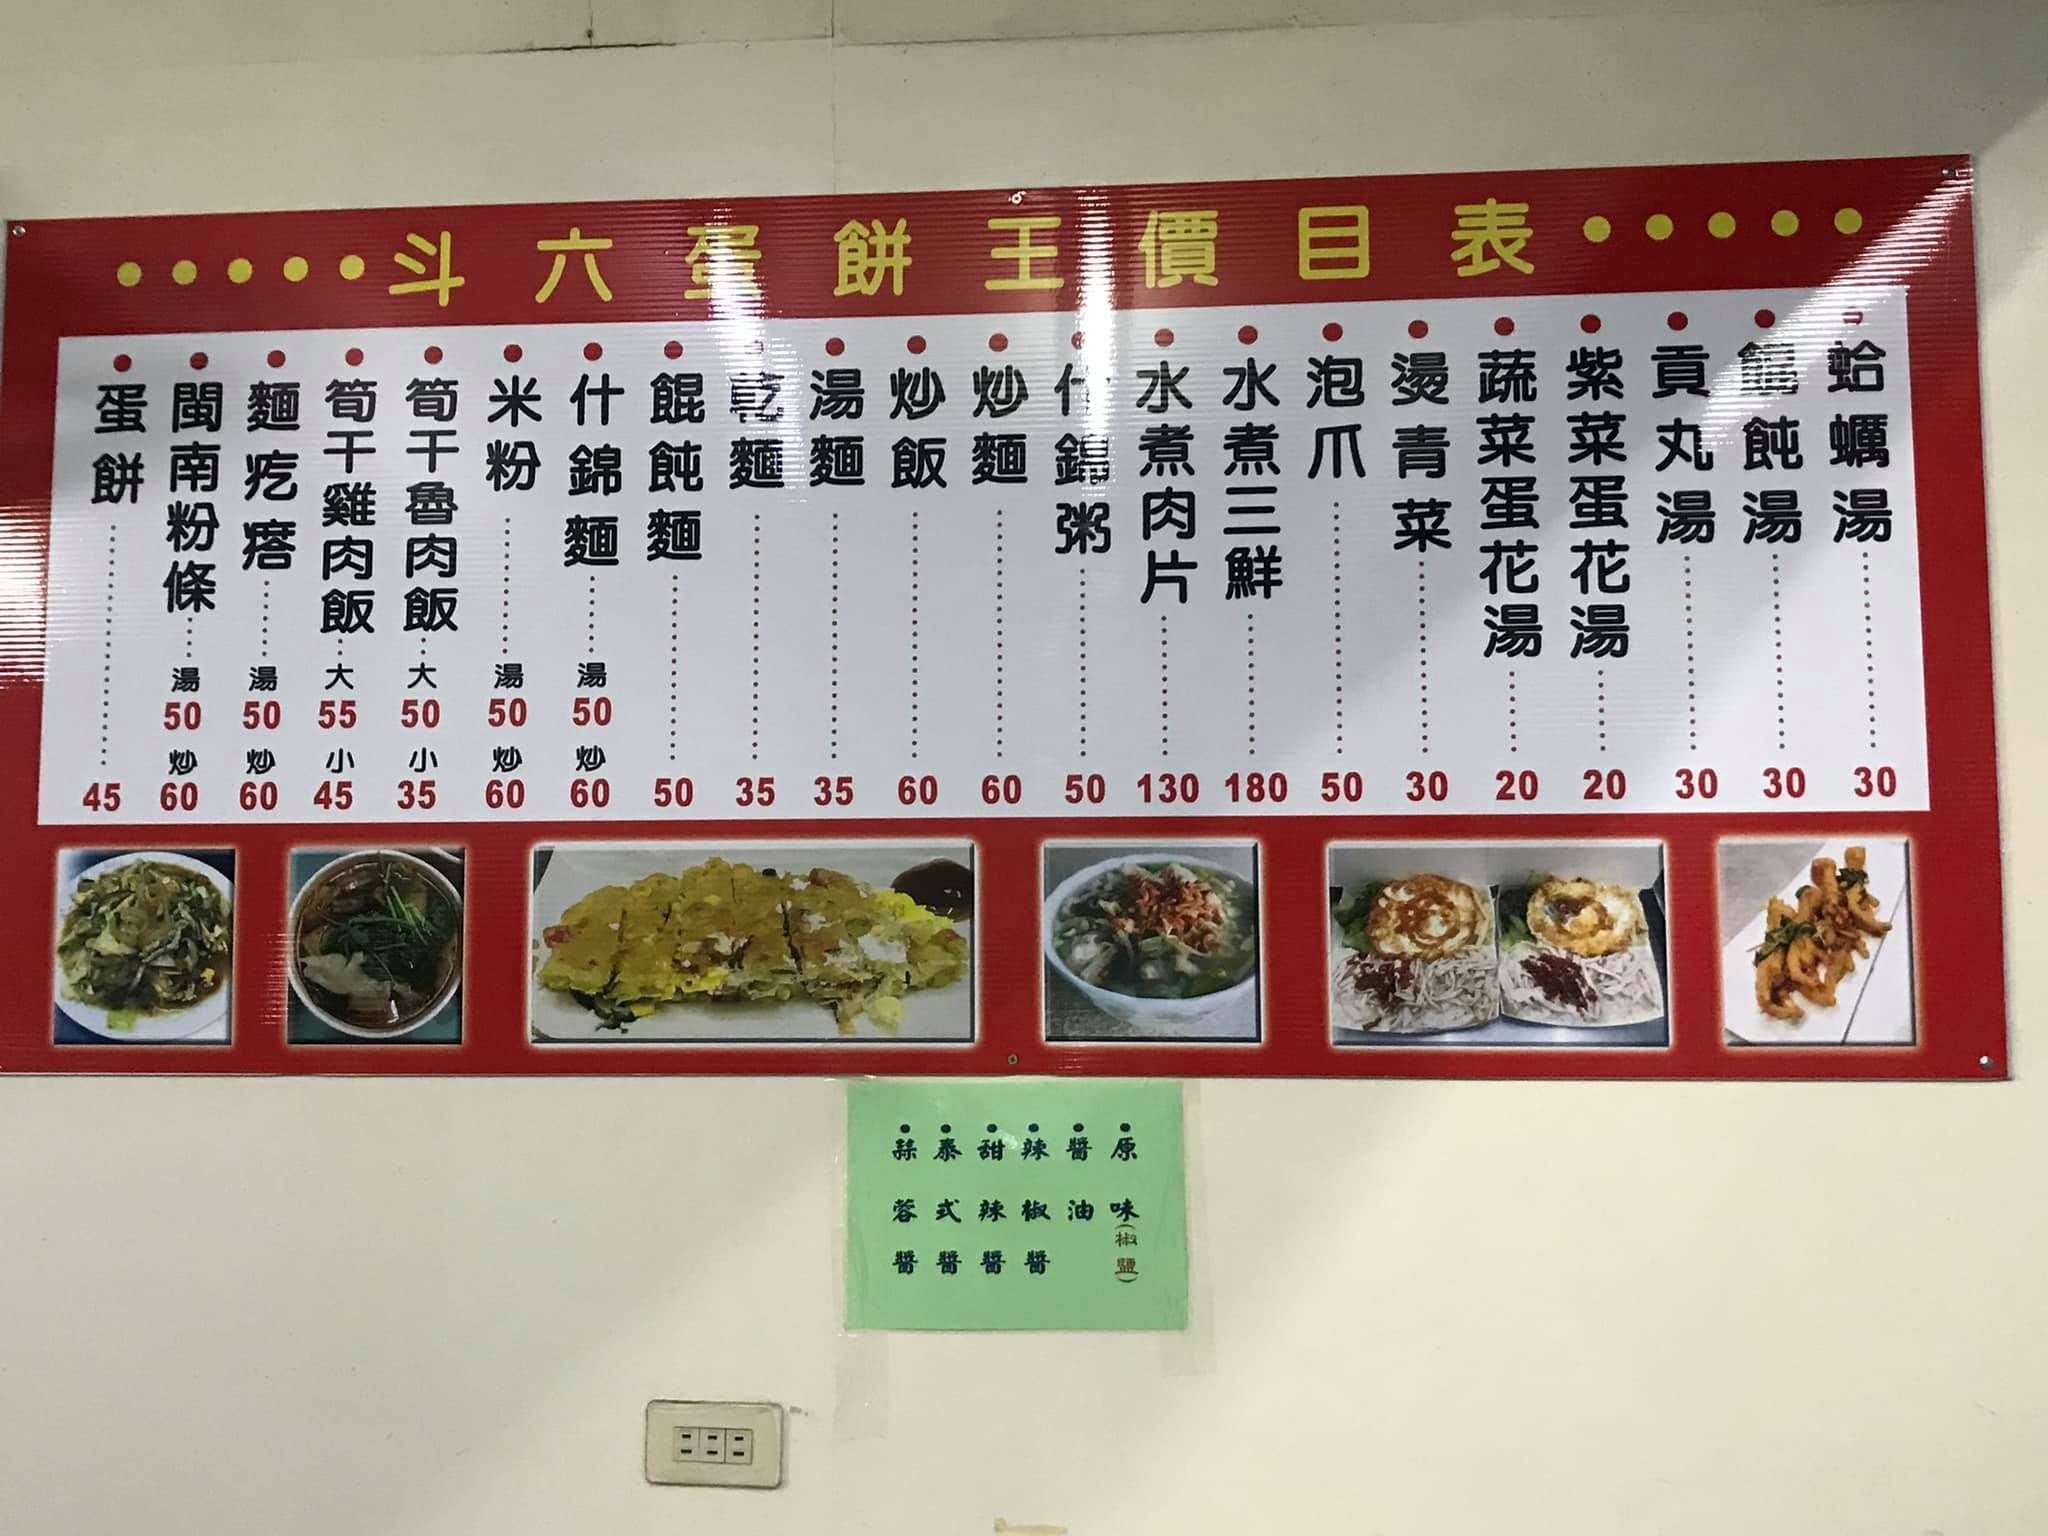 斗六蛋餅王價目表
蛤蠣湯 30
餛飩湯 30
貢丸湯 30
紫菜蛋花湯 20
蔬菜蛋花湯 20
燙青菜 30
泡爪 50
水煮三鮮 180
水煮肉片 130
什錦粥 50
炒麵 60
炒飯 60
湯麵 35
乾麵 35
餛飩麵 50
什錦麵 湯 50 炒 60
米粉 湯 50 炒 60
筍干魯肉飯 大 50 小 35
筍干雞肉飯 大 55 小 45
麵疙瘩 湯 50 炒 60
閩南粉條 湯 50 炒 60
蛋餅 45
原味(椒鹽)
醬油
辣椒醬
甜辣醬
泰式醬
蒜蓉醬